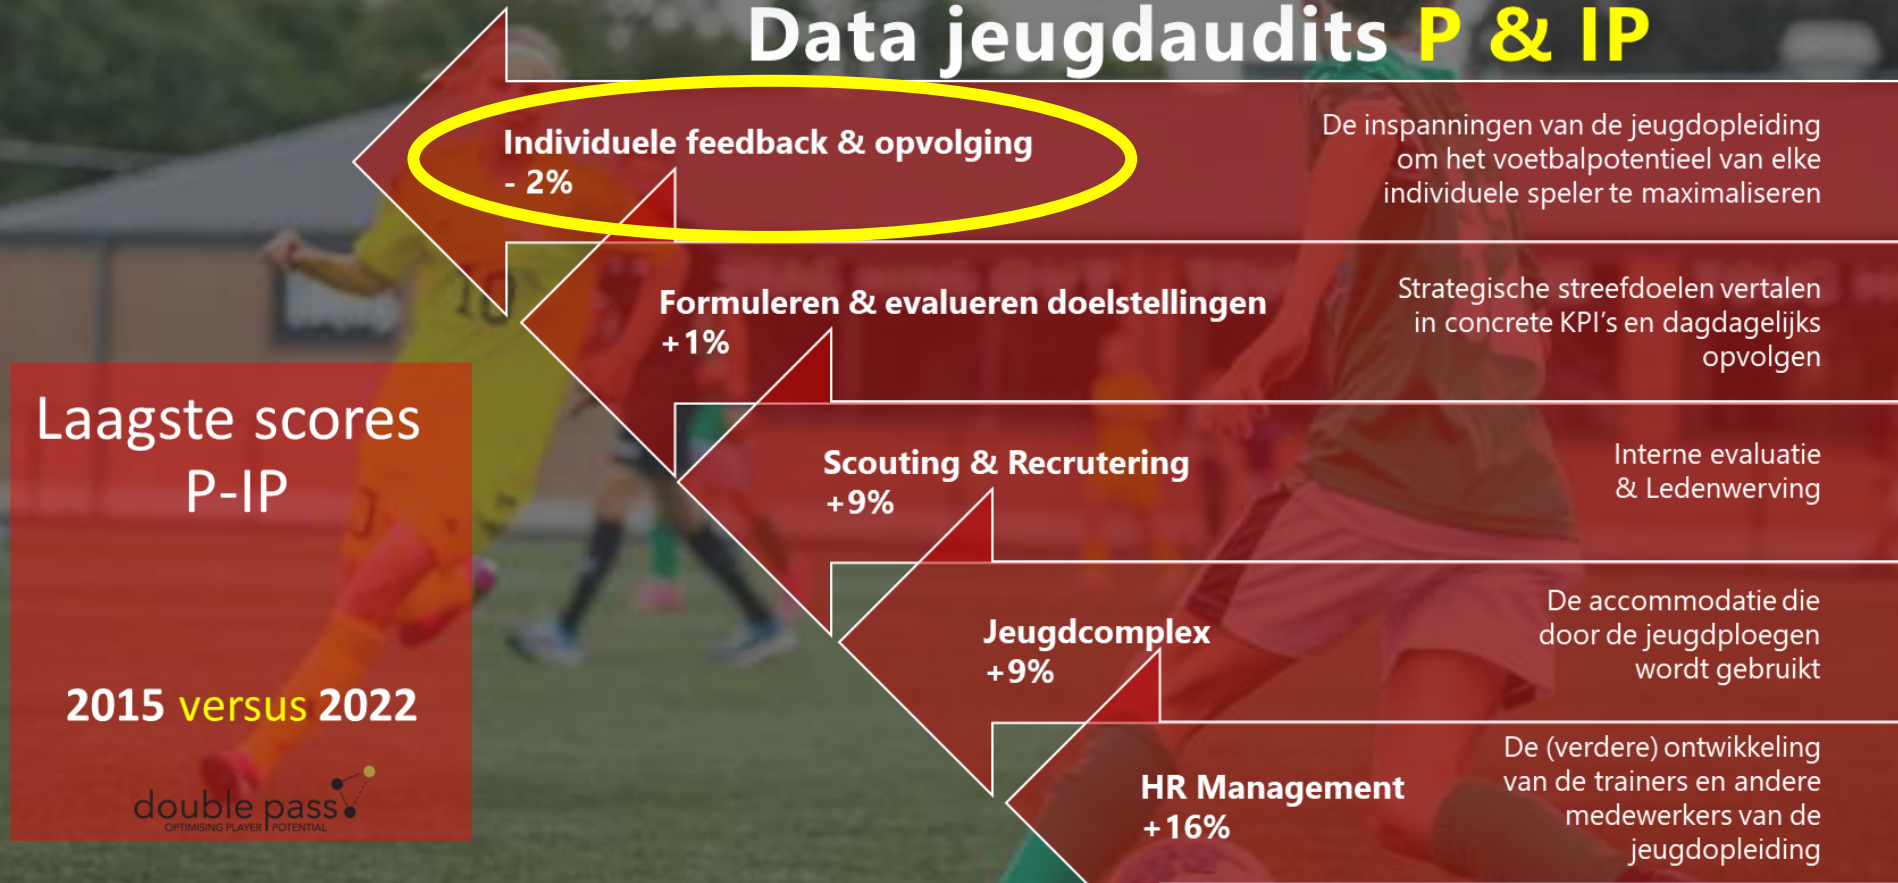 Data jeugdaudits P & IP
Individuele feedback & opvolging
- 2%
De inspanningen van de jeugdopleiding
om het voetbalpotentieel van elke
individuele speler te maximaliseren
Formuleren & evalueren doelstellingen
+1%
Strategische streefdoelen vertalen
in concrete KPI's en dagdagelijks
opvolgen
Scouting & Recrutering
+9%
Interne evaluatie
& Ledenwerving
Jeugdcomplex
+9%
De accommodatie die
door de jeugdploegen
wordt gebruikt
HR Management
+16%
De (verdere) ontwikkeling
van de trainers en andere
medewerkers van de
jeugdopleiding
Laagste scores
P-IP
2015 versus 2022
double pass
OPTIMISING PLAYER POTENTIAL
10